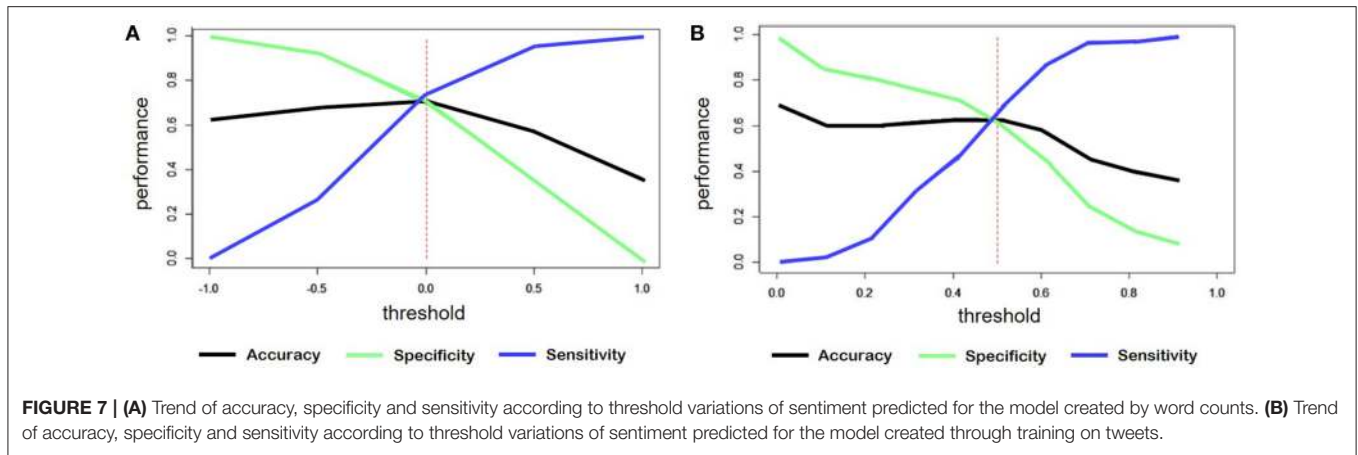 A
performance
1.0
0.8
0.6
0.4
0.2
0.0
-1.0 -0.5 0.0 0.5 1.0
threshold
Accuracy Specificity Sensitivity
B
performance
1.0
0.8
0.6
0.4
0.2
0.0
0.0 0.2 0.4 0.6 0.8 1.0
threshold
Accuracy Specificity Sensitivity
FIGURE 7 | (A) Trend of accuracy, specificity and sensitivity according to threshold variations of sentiment predicted for the model created by word counts. (B) Trend
of accuracy, specificity and sensitivity according to threshold variations of sentiment predicted for the model created through training on tweets.